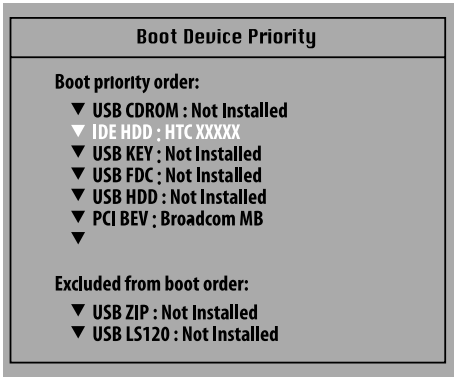 Boot Device Priority
Boot priority order:
▼ USB CDROM : Not Installed
▼ IDE HDD : HTC XXXXX
▼ USB KEY : Not Installed
▼ USB FDC : Not Installed
▼ USB HDD : Not Installed
▼ PCI BEV : Broadcom MB
▼
Excluded from boot order:
▼ USB ZIP : Not Installed
▼ USB LS120 : Not Installed